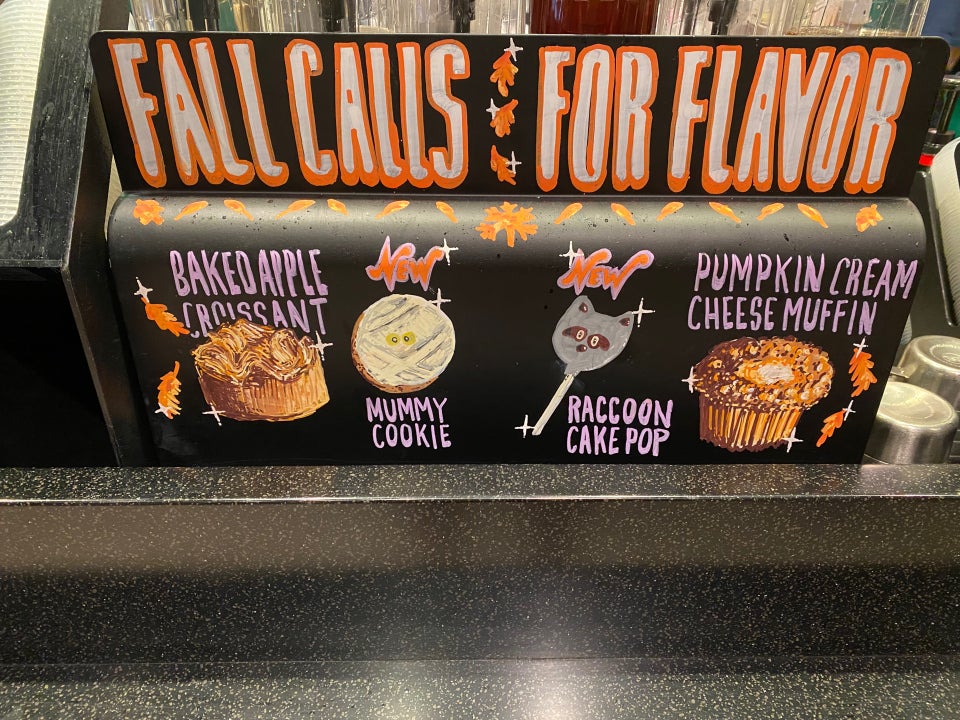 FALL CALLS FOR FLAVOR
BAKED APPLE
CROISSANT
New
MUMMY
COOKIE
New
RACCOON
CAKE POP
PUMPKIN CREAM
CHEESE MUFFIN